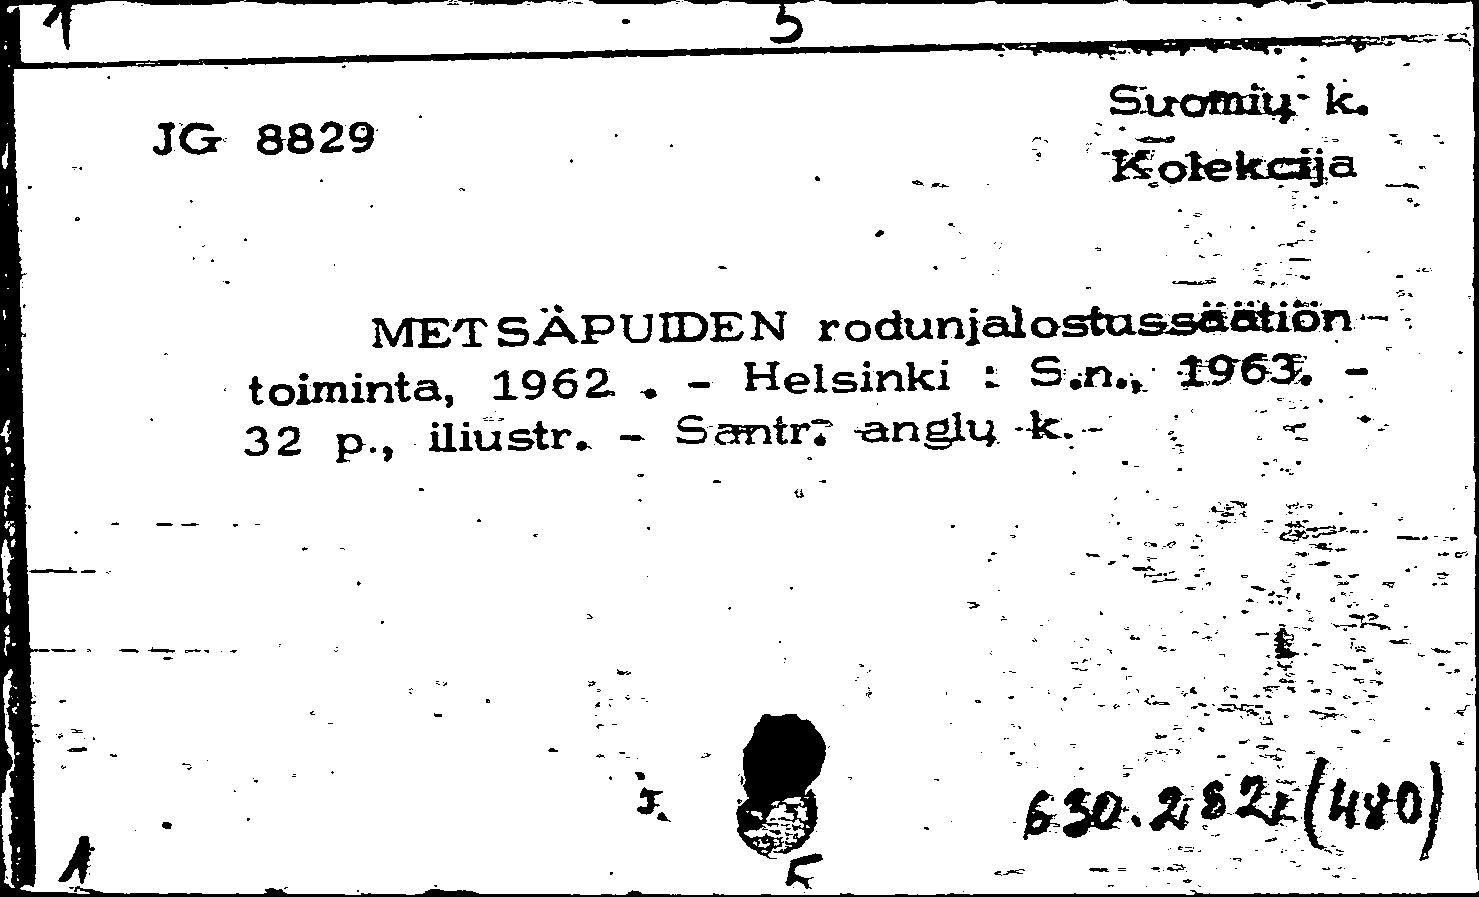 1 5
Suomių k.
JG 8829
Kolekcija
METSÄPUIDEN rodunjalostussäätiön
toiminta, 1962 . - Helsinki : S.n., 1963. -
32 p., iliustr. - Santr. anglų k.
J.
630.232(480)
1